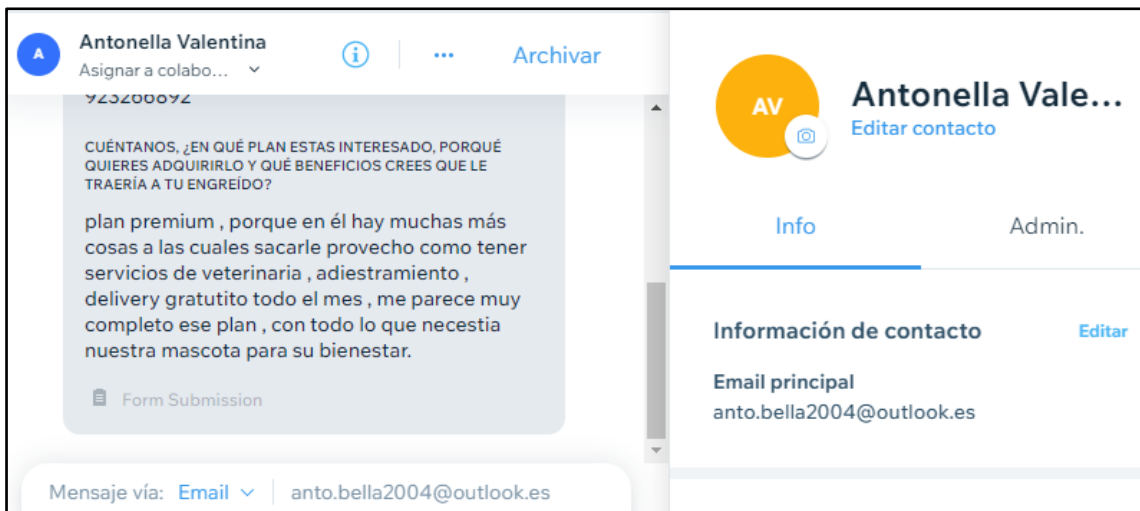 A
Antonella Valentina
Asignar a colabo...
Archivar
923266892
CUÉNTANOS, ¿EN QUÉ PLAN ESTAS INTERESADO, PORQUÉ
QUIERES ADQUIRIRLO Y QUÉ BENEFICIOS CREES QUE LE
TRAERÍA A TU ENGREÍDO?
plan premium , porque en él hay muchas más
cosas a las cuales sacarle provecho como tener
servicios de veterinaria , adiestramiento ,
delivery gratutito todo el mes , me parece muy
completo ese plan , con todo lo que necestia
nuestra mascota para su bienestar.
Form Submission
Mensaje vía: Email anto.bella2004@outlook.es
AV
Antonella Vale...
Editar contacto
Info Admin.
Información de contacto Editar
Email principal
anto.bella2004@outlook.es